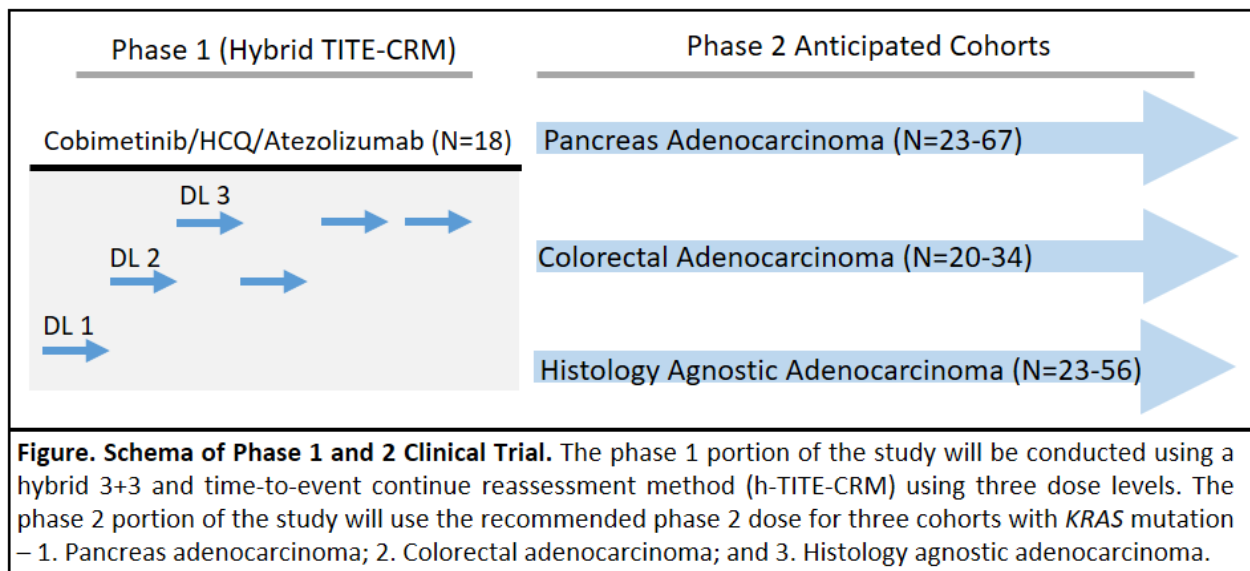 Phase 1 (Hybrid TITE-CRM)
Cobimetinib/HCQ/Atezolizumab (N=18)
DL 3
DL 2
DL 1
Phase 2 Anticipated Cohorts
Pancreas Adenocarcinoma (N=23-67)
Colorectal Adenocarcinoma (N=20-34)
Histology Agnostic Adenocarcinoma (N=23-56)
Figure. Schema of Phase 1 and 2 Clinical Trial. The phase 1 portion of the study will be conducted using a
hybrid 3+3 and time-to-event continue reassessment method (h-TITE-CRM) using three dose levels. The
phase 2 portion of the study will use the recommended phase 2 dose for three cohorts with KRAS mutation
– 1. Pancreas adenocarcinoma; 2. Colorectal adenocarcinoma; and 3. Histology agnostic adenocarcinoma.